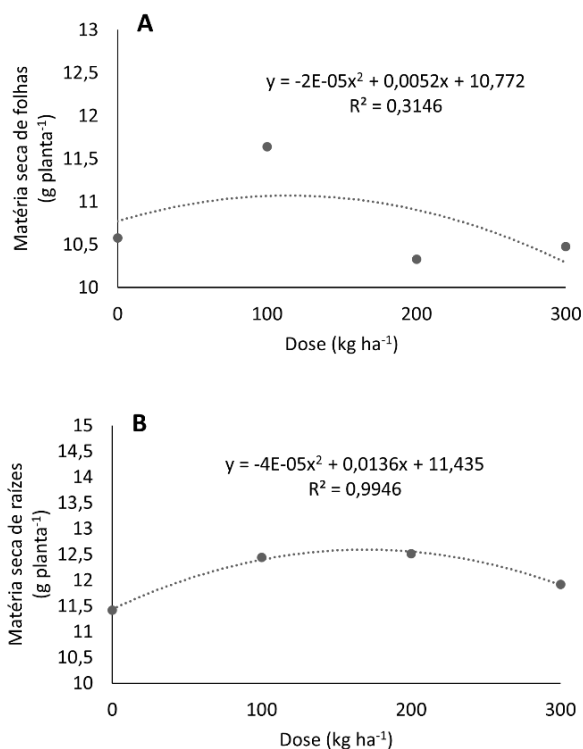 A
13
12,5
12
11,5
11
10,5
10
Matéria seca de folhas
(g planta⁻¹)
y = -2E-05x² + 0,0052x + 10,772
R² = 0,3146
0
100
200
300
Dose (kg ha⁻¹)
B
15
14,5
14
13,5
13
12,5
12
11,5
11
10,5
10
Matéria seca de raízes
(g planta⁻¹)
y = -4E-05x² + 0,0136x + 11,435
R² = 0,9946
0
100
200
300
Dose (kg ha⁻¹)